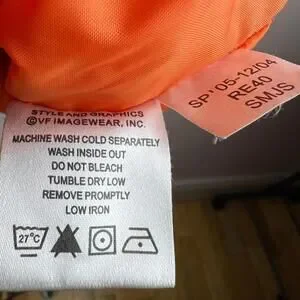 STYLE AND GRAPHICS
©VF IMAGEWEAR, INC.
MACHINE WASH COLD SEPARATELY
WASH INSIDE OUT
DO NOT BLEACH
TUMBLE DRY LOW
REMOVE PROMPTLY
LOW IRON
27°C
SP'05-12/04
RE40
SMJS